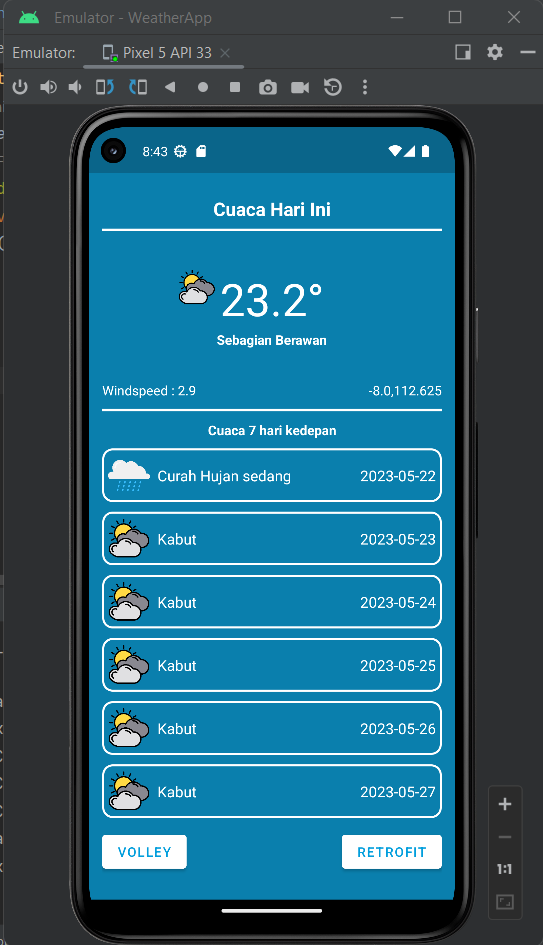 Emulator - WeatherApp
Emulator: Pixel 5 API 33
8:43
Cuaca Hari Ini
23.2°
Sebagian Berawan
Windspeed : 2.9 -8.0,112.625
Cuaca 7 hari kedepan
Curah Hujan sedang 2023-05-22
Kabut 2023-05-23
Kabut 2023-05-24
Kabut 2023-05-25
Kabut 2023-05-26
Kabut 2023-05-27
VOLLEY RETROFIT
1:1